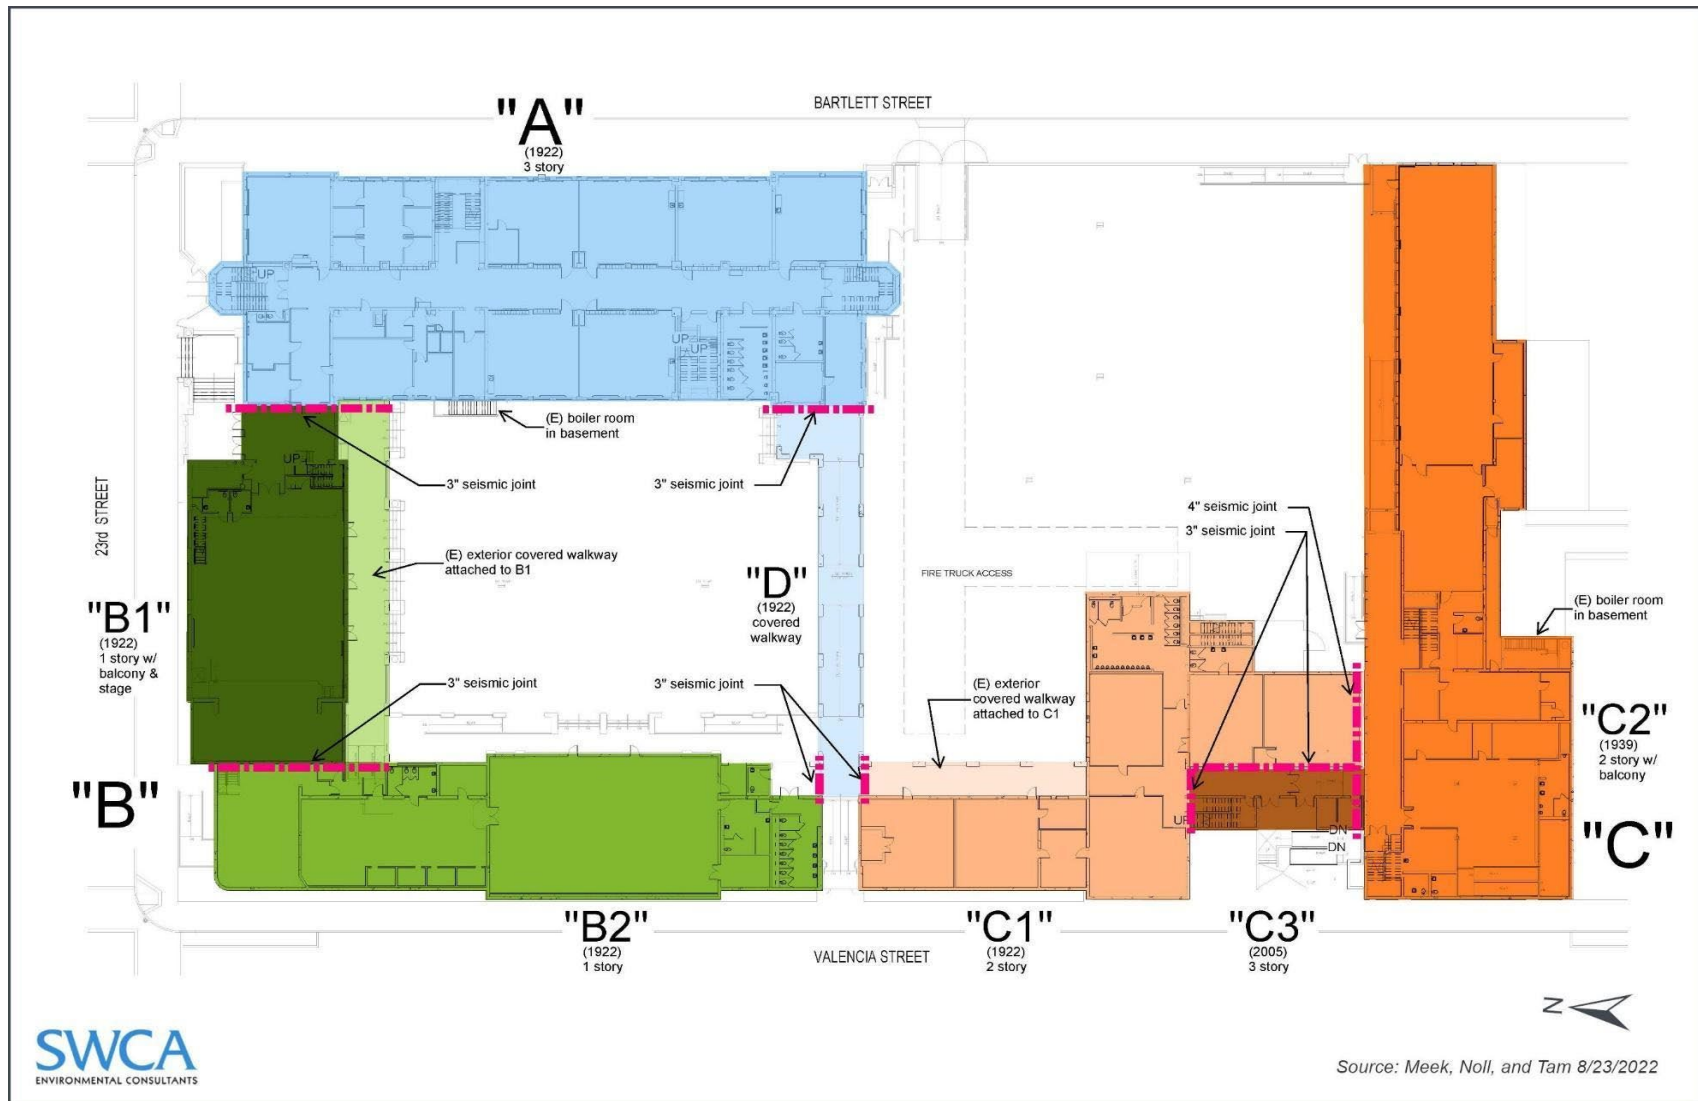 BARTLETT STREET
"A"
(1922)
3 story
UP
UP
UP
(E) boiler room
in basement
UP
3" seismic joint
3" seismic joint
4" seismic joint
3" seismic joint
23rd STREET
(E) exterior covered walkway
attached to B1
"D"
(1922)
covered
walkway
FIRE TRUCK ACCESS
"B1"
(1922)
1 story w/
balcony &
stage
(E) boiler room
in basement
3" seismic joint
3" seismic joint
(E) exterior
covered walkway
attached to C1
"C2"
(1939)
2 story w/
balcony
"B"
UP
DN
DN
"C"
"B2"
(1922)
1 story
"C1"
(1922)
2 story
"C3"
(2005)
3 story
VALENCIA STREET
N
SWCA
ENVIRONMENTAL CONSULTANTS
Source: Meek, Noll, and Tam 8/23/2022